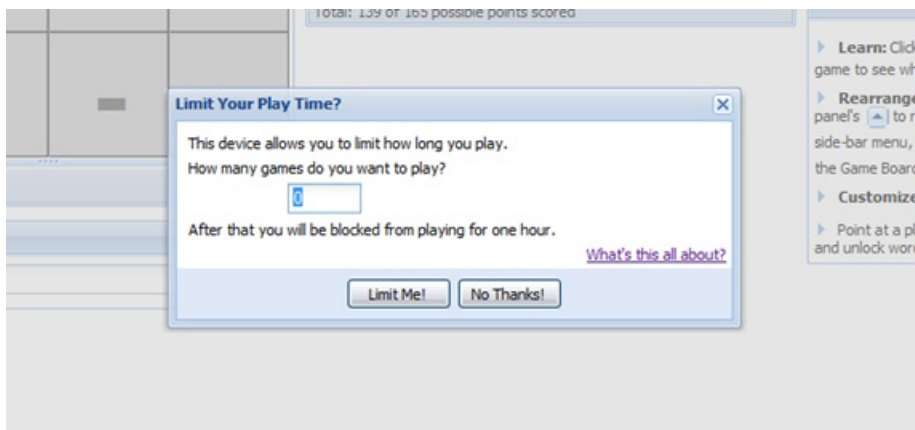 Total: 139 of 165 possible points scored
Learn: Click
game to see wh
Rearrange
panel's to r
side-bar menu,
the Game Board
Customize
Point at a pl
and unlock wor
Limit Your Play Time?
This device allows you to limit how long you play.
How many games do you want to play?
0
After that you will be blocked from playing for one hour.
What's this all about?
Limit Me!
No Thanks!